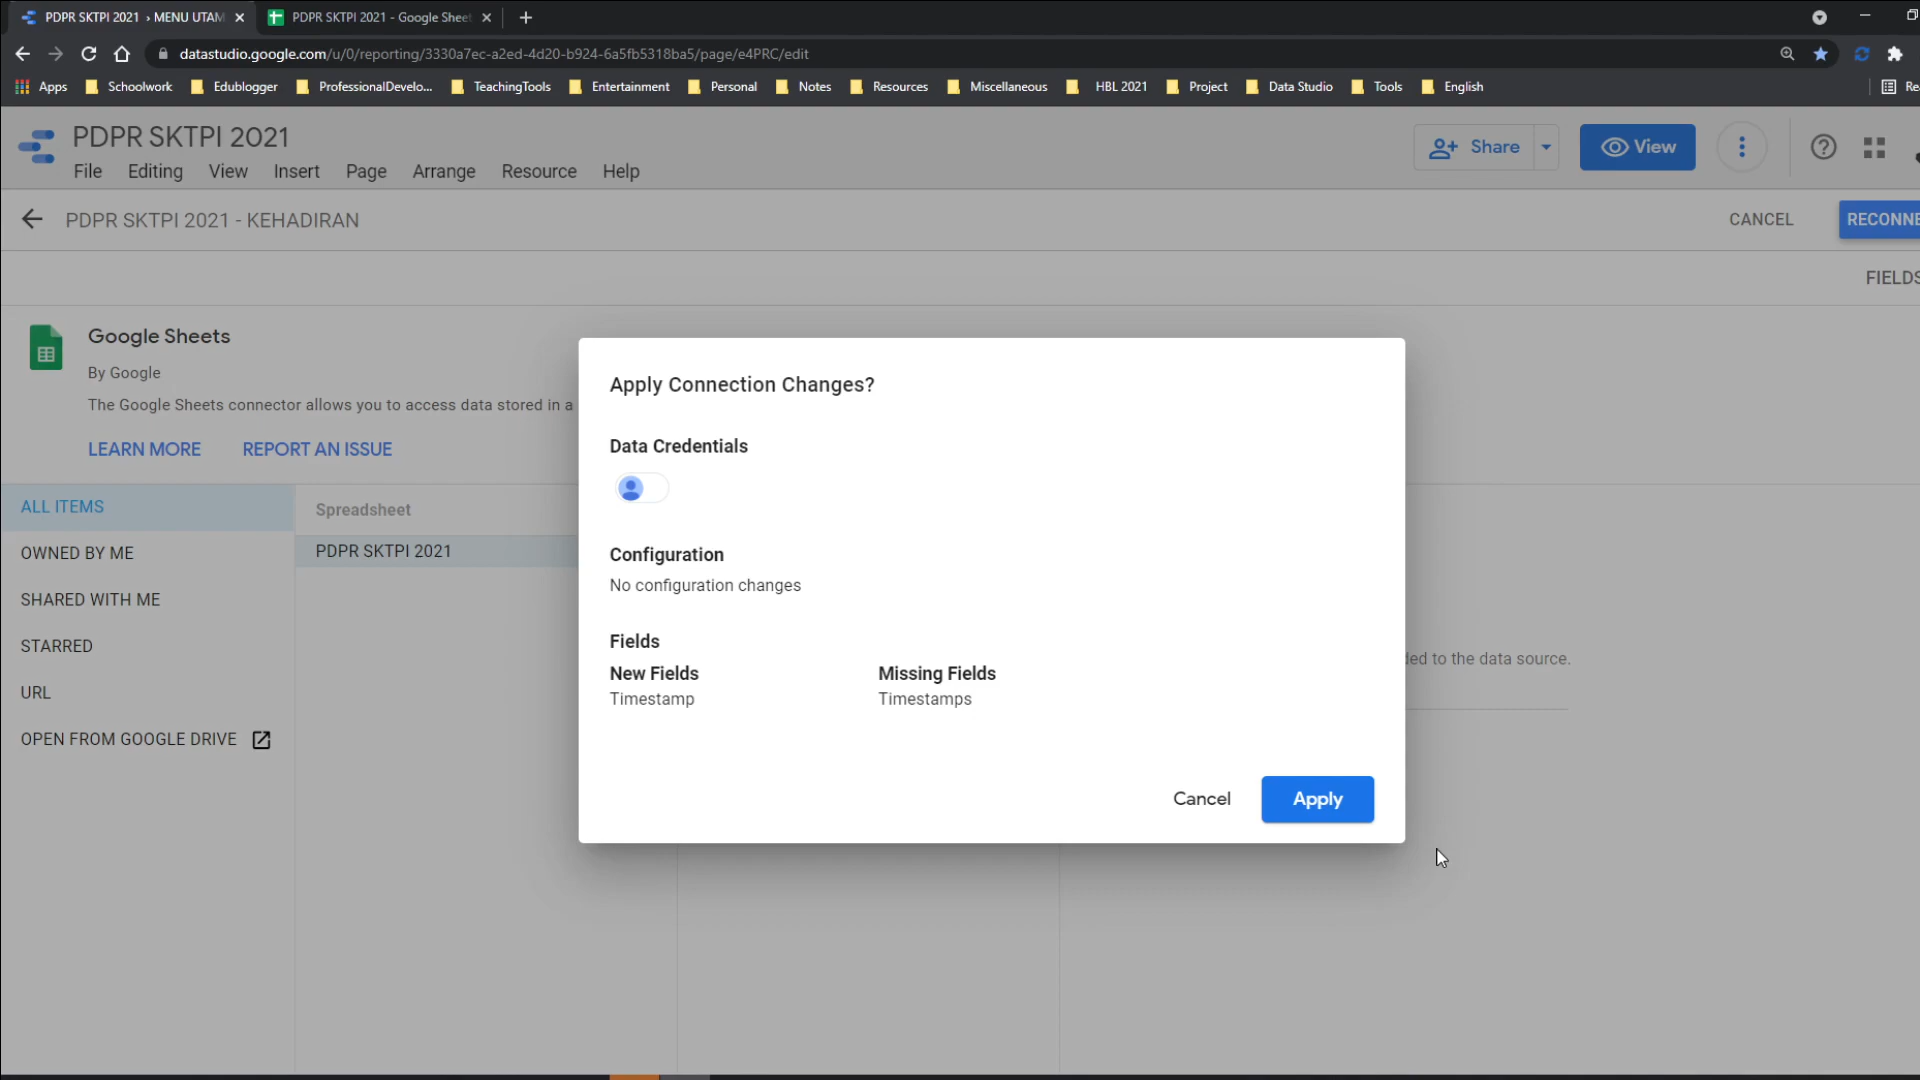 PDPR SKTPI 2021 › MENU UTAM
PDPR SKTPI 2021 - Google Shee
datastudio.google.com/u/0/reporting/3330a7ec-a2ed-4d20-b924-6a5fb5318ba5/page/e4PRC/edit
Apps Schoolwork Edublogger ProfessionalDevelo... TeachingTools Entertainment Personal Notes Resources Miscellaneous HBL 2021 Project Data Studio Tools English Re
PDPR SKTPI 2021
Share
View
File Editing View Insert Page Arrange Resource Help
PDPR SKTPI 2021 - KEHADIRAN
CANCEL
RECONNE
FIELDS
Google Sheets
By Google
The Google Sheets connector allows you to access data stored in a
LEARN MORE REPORT AN ISSUE
ALL ITEMS
OWNED BY ME
SHARED WITH ME
STARRED
URL
OPEN FROM GOOGLE DRIVE
Spreadsheet
PDPR SKTPI 2021
Apply Connection Changes?
Data Credentials
Configuration
No configuration changes
Fields
New Fields Missing Fields
Timestamp Timestamps
Cancel Apply
ded to the data source.